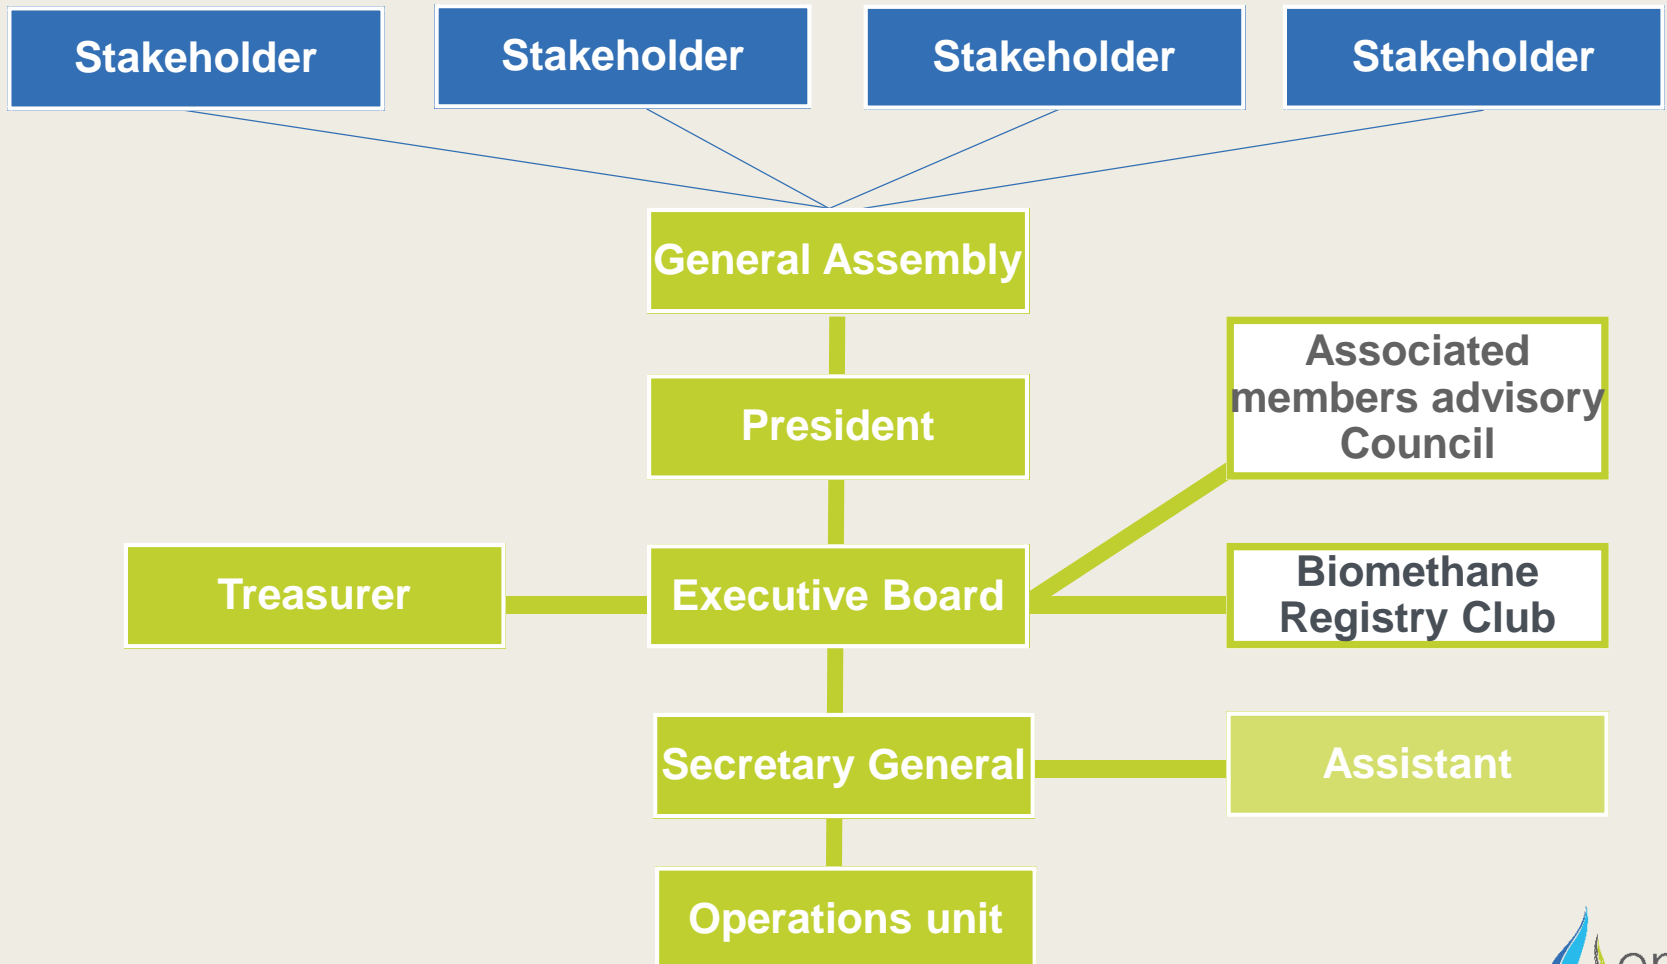 Stakeholder
Stakeholder
Stakeholder
Stakeholder
General Assembly
Associated
members advisory
Council
President
Treasurer
Executive Board
Biomethane
Registry Club
Secretary General
Assistant
Operations unit